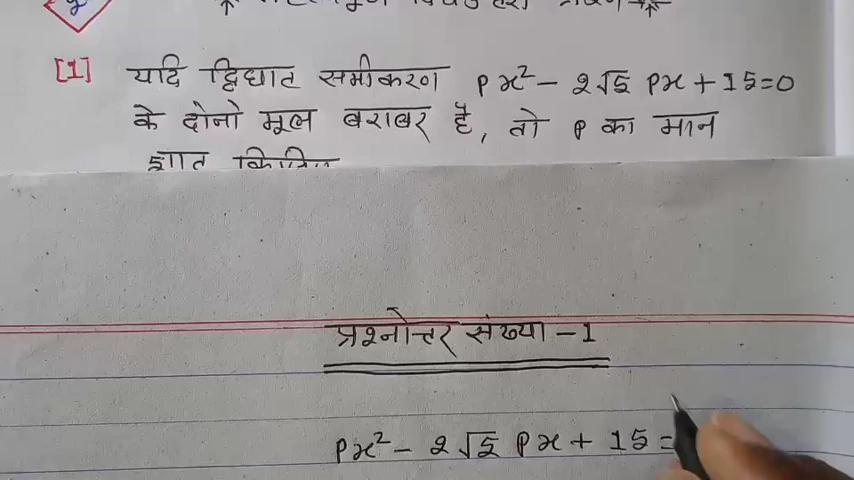 [1] यदि द्विघात समीकरण px² - 2√5 px + 15 = 0
के दोनो मूल बराबर है, तो p का मान
ज्ञात कीजिए
प्रश्नोत्तर संख्या - 1
px² - 2√5 px + 15 =